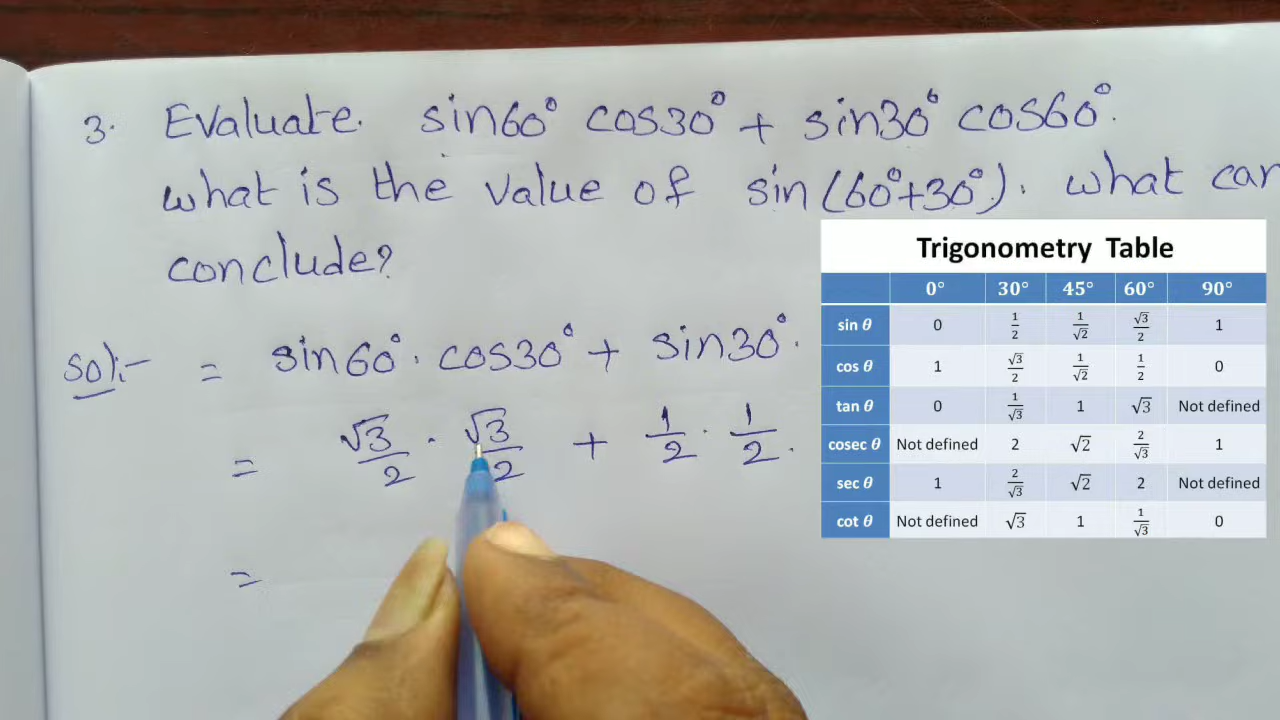 3. Evaluate. sin60° cos30° + sin30° cos60°.
what is the value of sin(60°+30°). what can
conclude?
Sol:- = sin60° . cos30° + sin30° .
= √3/2 . √3/2 + 1/2 . 1/2 .
=
Trigonometry Table
0° 30° 45° 60° 90°
sin θ 0 1/2 1/√2 √3/2 1
cos θ 1 √3/2 1/√2 1/2 0
tan θ 0 1/√3 1 √3 Not defined
cosec θ Not defined 2 √2 2/√3 1
sec θ 1 2/√3 √2 2 Not defined
cot θ Not defined √3 1 1/√3 0